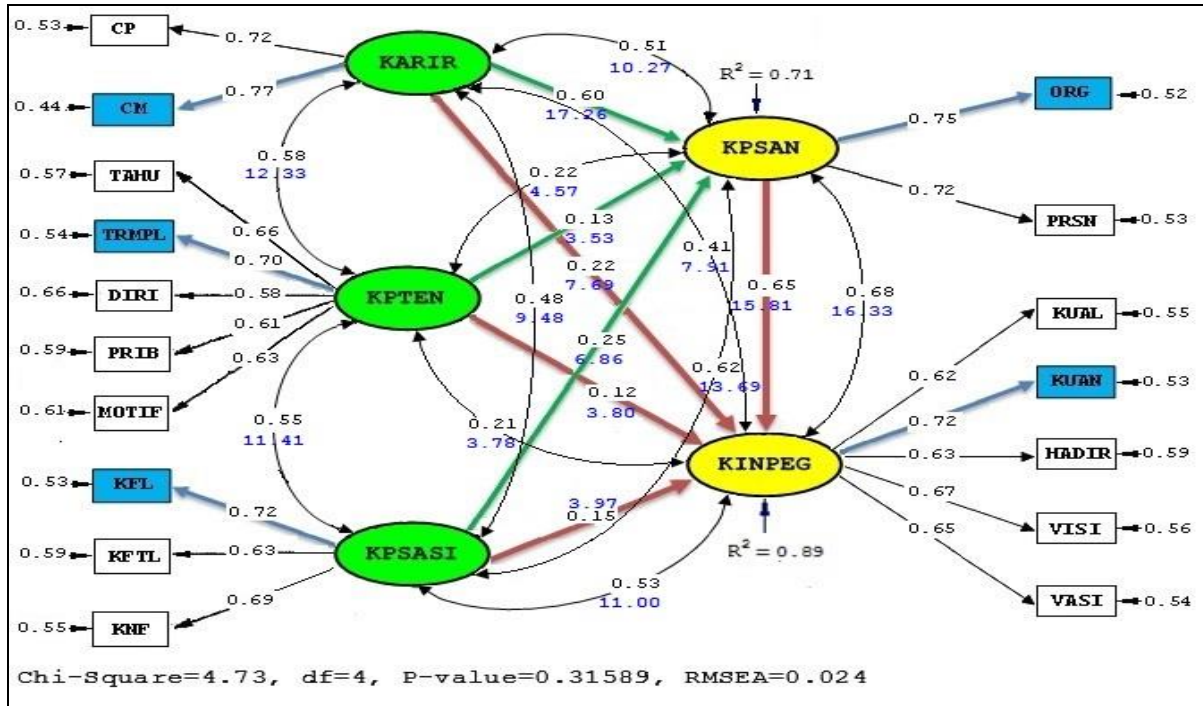 0.53 CP 0.72 KARIR
0.51
10.27
R² = 0.71
0.44 CM 0.77
0.60
17.26
KPSAN
0.75 ORG 0.52
0.57 TAHU
0.58
12.33
0.22
4.57
0.72 PRSN 0.53
0.54 TRMPL
0.66
0.70
0.13
3.53
0.66 DIRI 0.58 KPTEN
0.22
7.69
0.41
7.91
0.65
15.81
0.68
16.33
KUAL 0.55
0.59 PRIB 0.61
0.48
9.48
0.61 MOTIF 0.63
0.25
6.86
0.62
13.69
0.62
KUAN 0.53
0.55
11.41
0.12
3.80
0.21
3.78
0.72
KINPEG
0.63 HADIR 0.59
0.53 KFL 0.72
3.97
0.15
0.67 VISI 0.56
0.59 KFTL 0.63 KPSASI
R² = 0.89
0.65
0.69
0.53
11.00
VASI 0.54
0.55 KNF
Chi-Square=4.73, df=4, P-value=0.31589, RMSEA=0.024